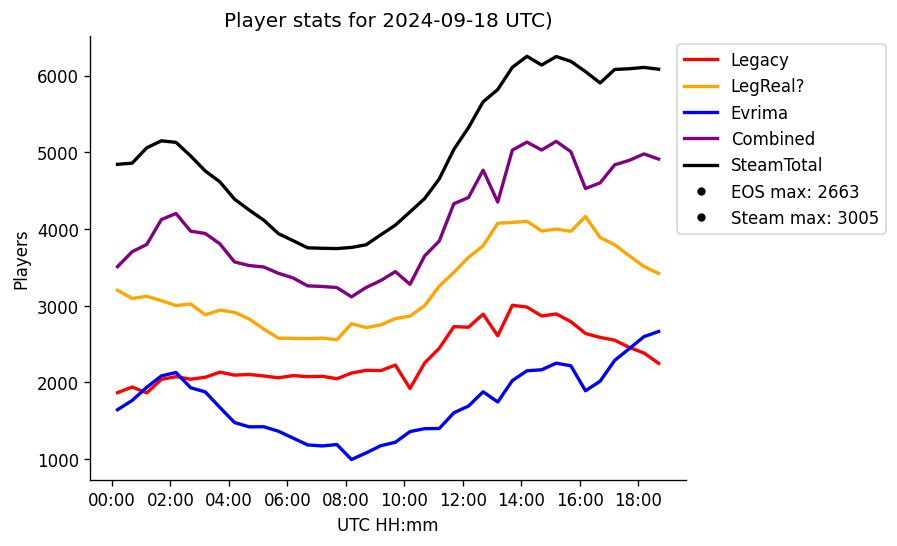 Player stats for 2024-09-18 UTC)
Legacy
LegReal?
Evrima
Combined
SteamTotal
EOS max: 2663
Steam max: 3005
Players
6000
5000
4000
3000
2000
1000
00:00 02:00 04:00 06:00 08:00 10:00 12:00 14:00 16:00 18:00
UTC HH:mm